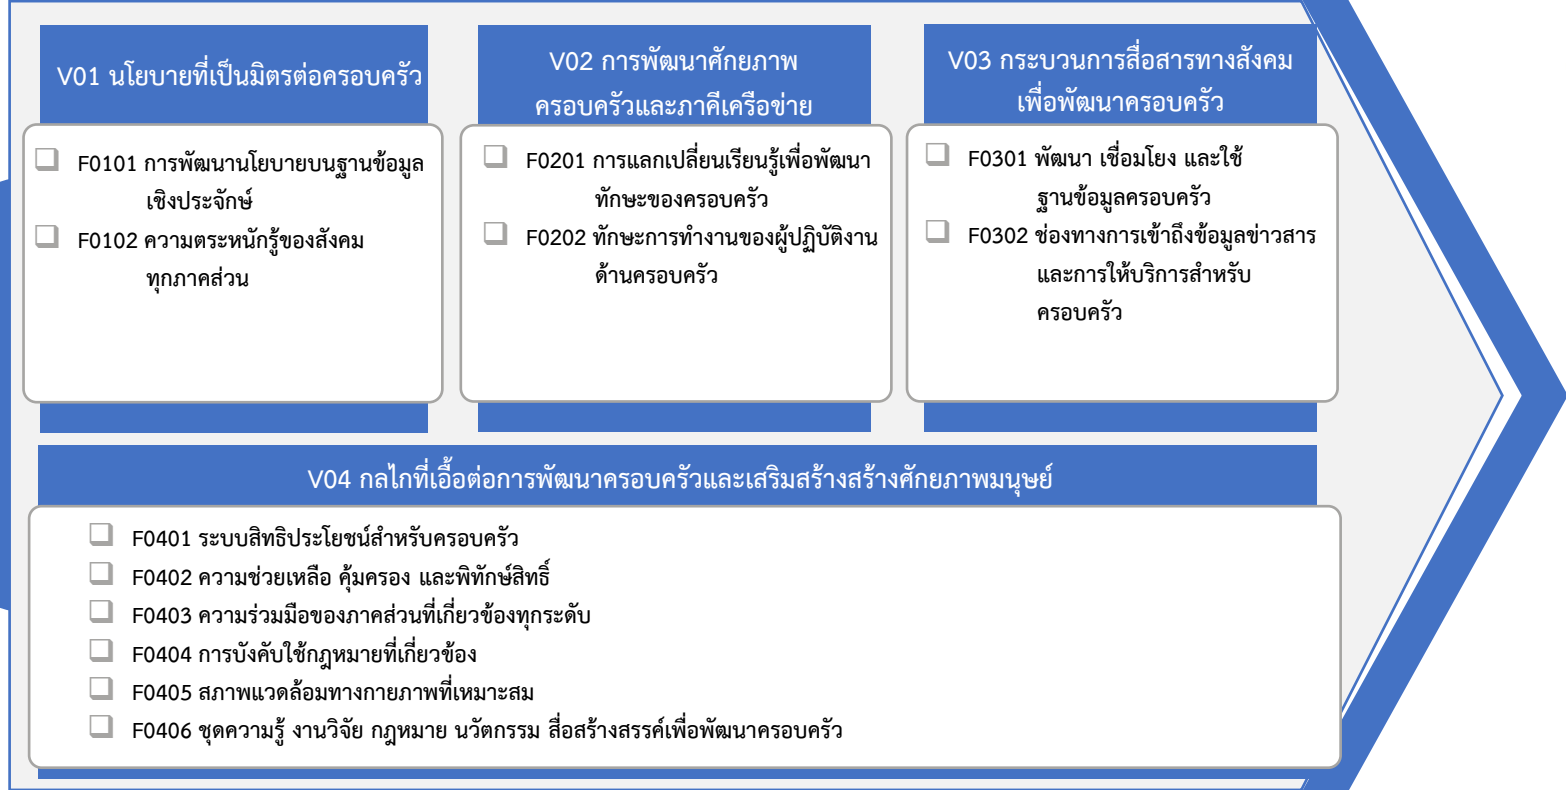 V01 นโยบายที่เป็นมิตรต่อครอบครัว
F0101 การพัฒนานโยบายบนฐานข้อมูล
เชิงประจักษ์
F0102 ความตระหนักรู้ของสังคม
ทุกภาคส่วน
V02 การพัฒนาศักยภาพ
ครอบครัวและภาคีเครือข่าย
F0201 การแลกเปลี่ยนเรียนรู้เพื่อพัฒนา
ทักษะของครอบครัว
F0202 ทักษะการทำงานของผู้ปฏิบัติงาน
ด้านครอบครัว
V03 กระบวนการสื่อสารทางสังคม
เพื่อพัฒนาครอบครัว
F0301 พัฒนา เชื่อมโยง และใช้
ฐานข้อมูลครอบครัว
F0302 ช่องทางการเข้าถึงข้อมูลข่าวสาร
และการให้บริการสำหรับ
ครอบครัว
V04 กลไกที่เอื้อต่อการพัฒนาครอบครัวและเสริมสร้างสร้างศักยภาพมนุษย์
F0401 ระบบสิทธิประโยชน์สำหรับครอบครัว
F0402 ความช่วยเหลือ คุ้มครอง และพิทักษ์สิทธิ์
F0403 ความร่วมมือของภาคส่วนที่เกี่ยวข้องทุกระดับ
F0404 การบังคับใช้กฎหมายที่เกี่ยวข้อง
F0405 สภาพแวดล้อมทางกายภาพที่เหมาะสม
F0406 ชุดความรู้ งานวิจัย กฎหมาย นวัตกรรม สื่อสร้างสรรค์เพื่อพัฒนาครอบครัว